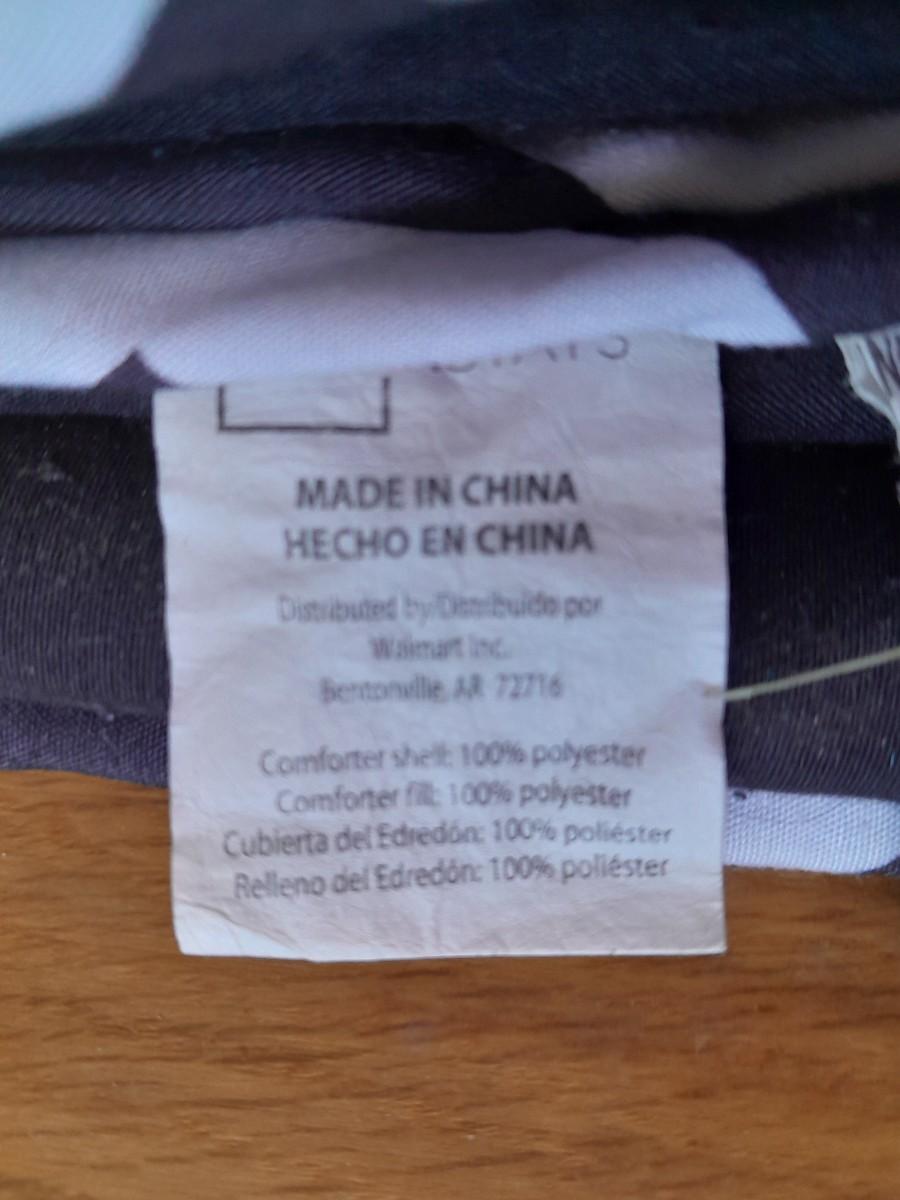 MADE IN CHINA
HECHO EN CHINA
Distributed by/Distribuido por
Walmart Inc.
Bentonville, AR 72716
Comforter shell: 100% polyester
Comforter fill: 100% polyester
Cubierta del Edredón: 100% poliéster
Relleno del Edredón: 100% poliéster